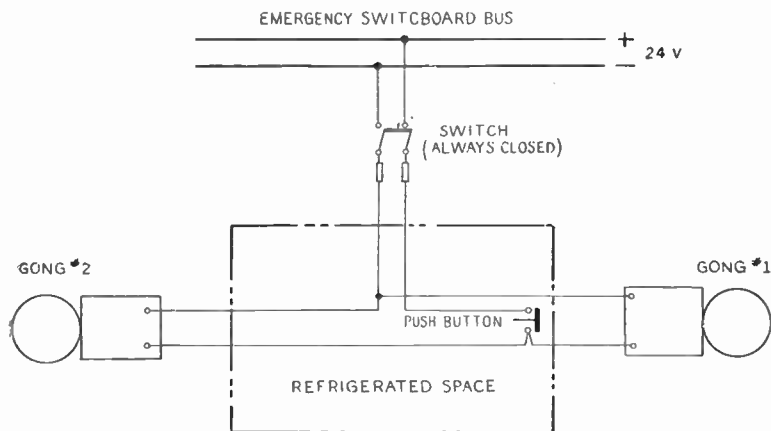 EMERGENCY SWITCBOARD BUS
+
24 V
−
SWITCH
(ALWAYS CLOSED)
GONG #2
GONG #1
PUSH BUTTON
REFRIGERATED SPACE